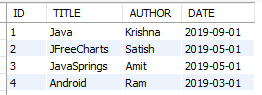 ID TITLE AUTHOR DATE
1 Java Krishna 2019-09-01
2 JFreeCharts Satish 2019-05-01
3 JavaSprings Amit 2019-05-01
4 Android Ram 2019-03-01